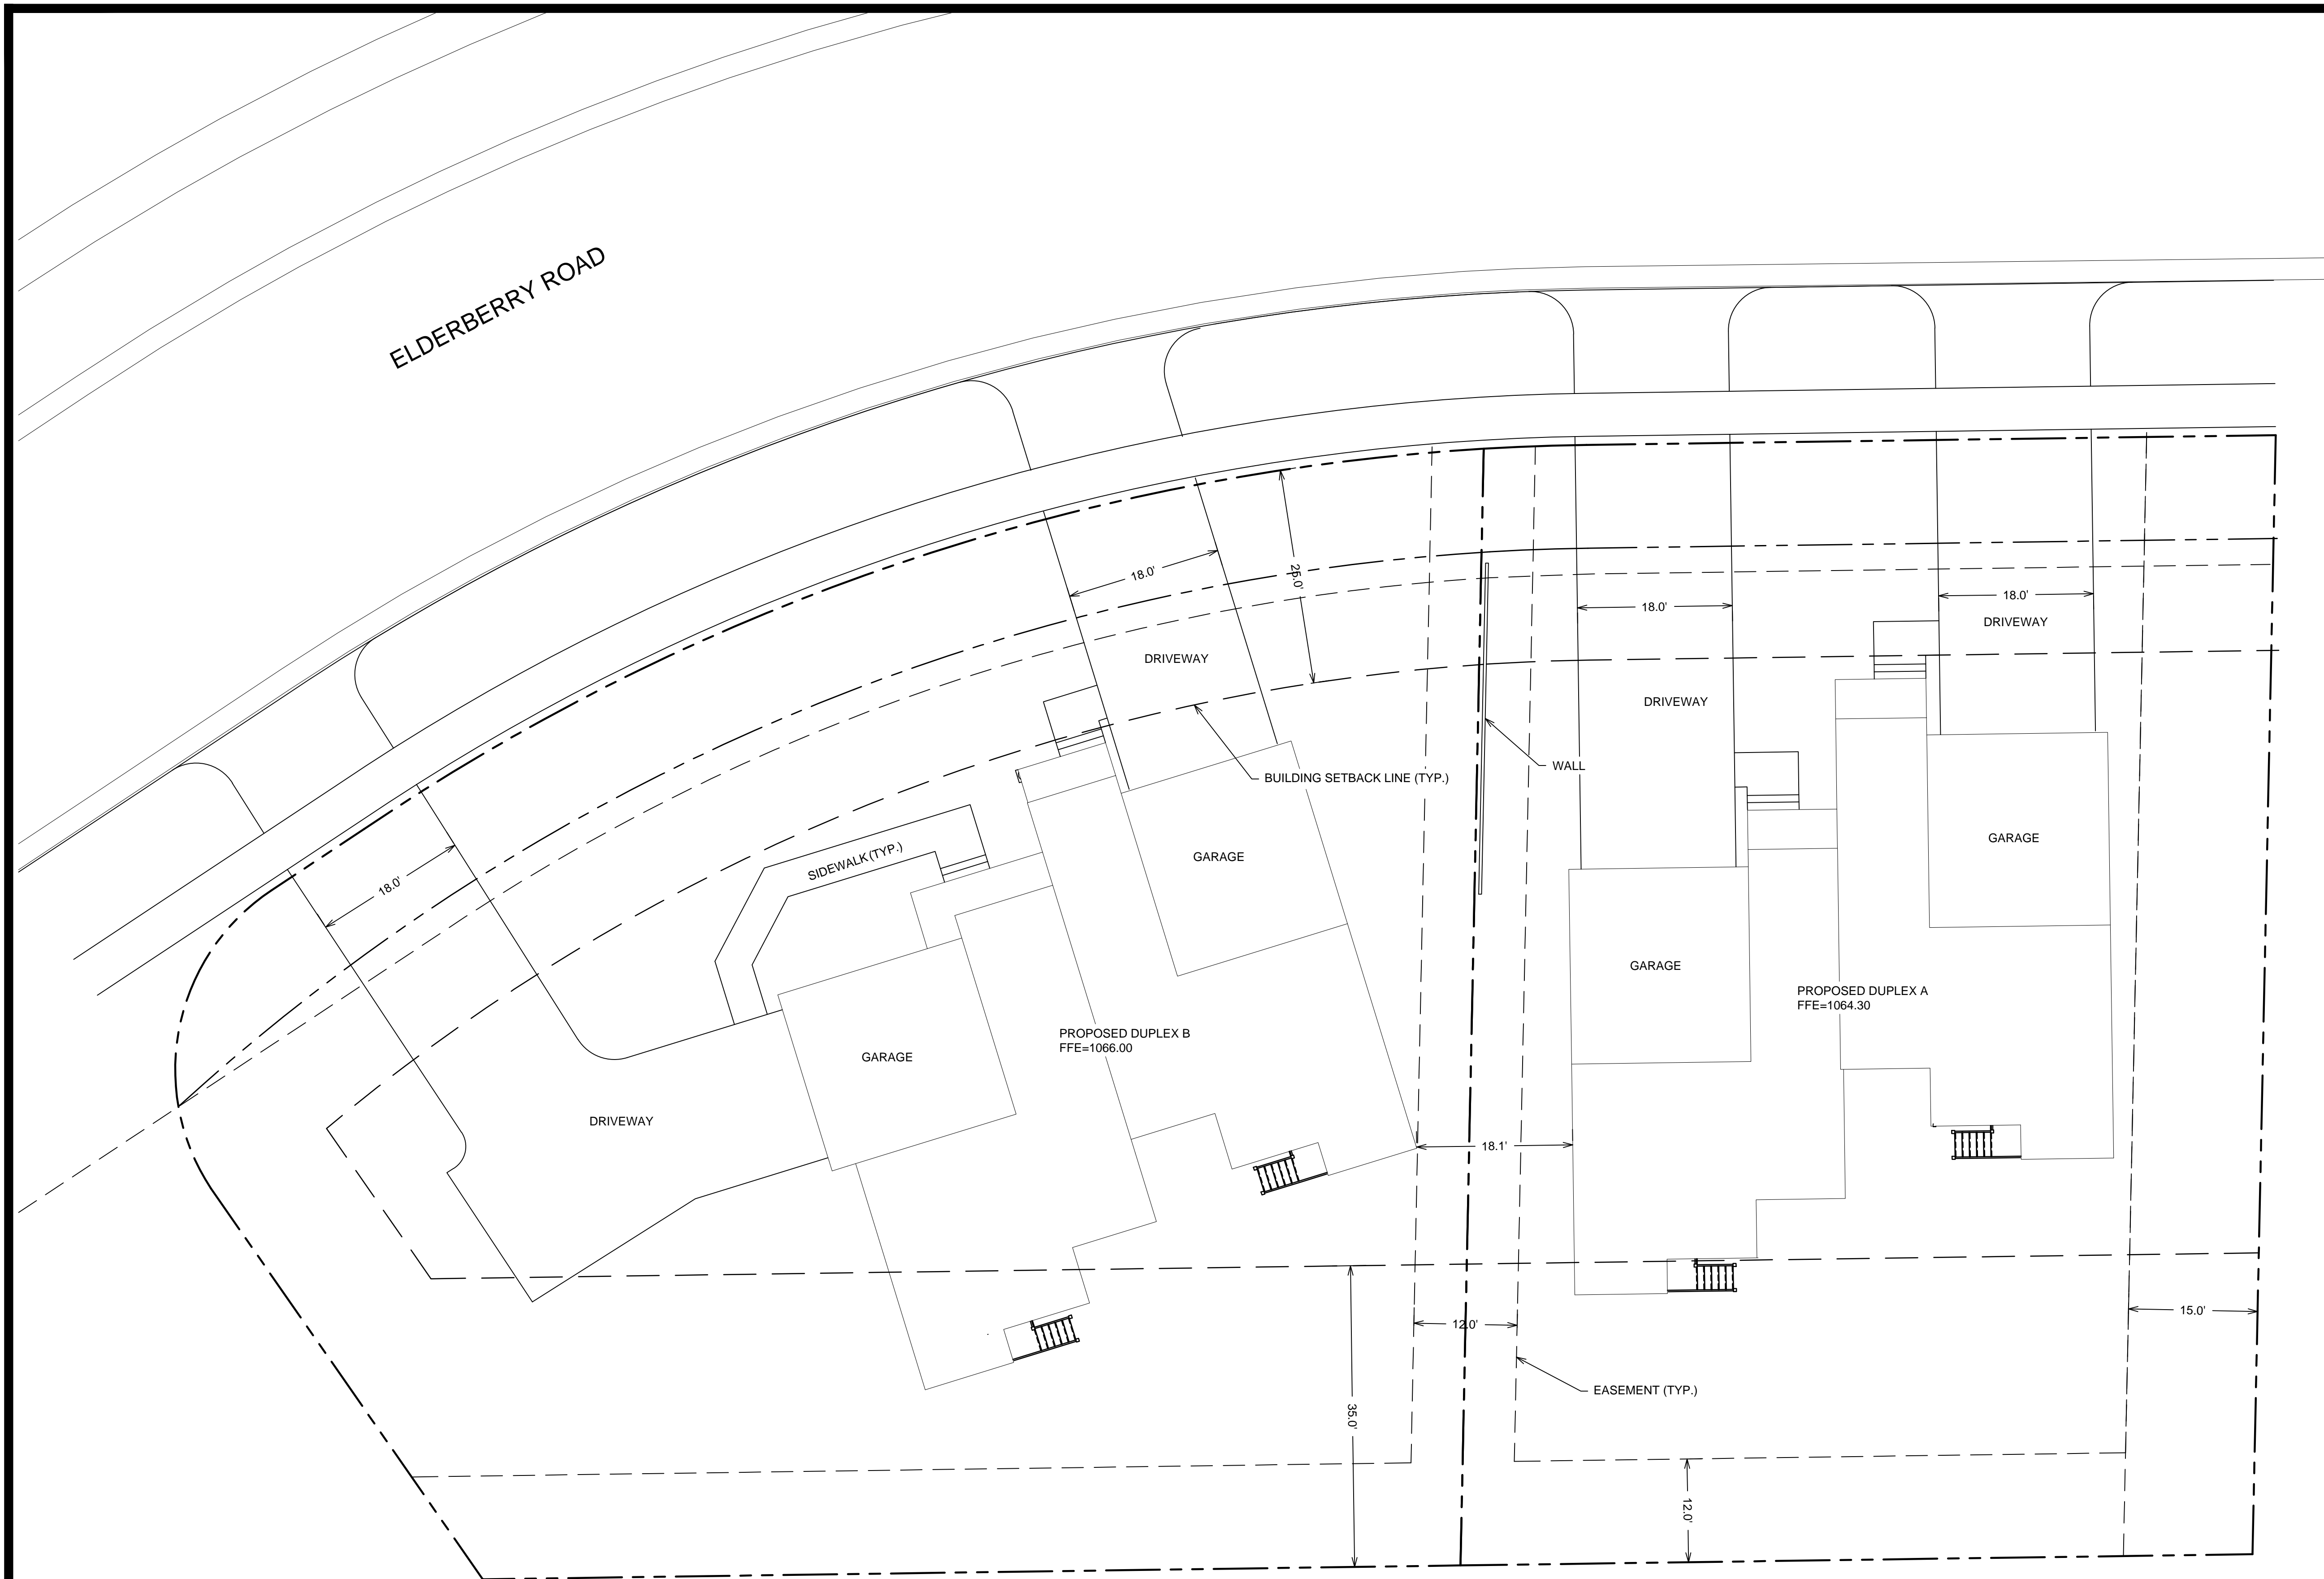 ELDERBERRY ROAD
18.0'
25.0'
DRIVEWAY
18.0'
18.0'
DRIVEWAY
DRIVEWAY
BUILDING SETBACK LINE (TYP.)
WALL
SIDEWALK (TYP.)
18.0'
GARAGE
GARAGE
GARAGE
PROPOSED DUPLEX A
FFE=1064.30
PROPOSED DUPLEX B
FFE=1066.00
GARAGE
DRIVEWAY
18.1'
12.0'
15.0'
EASEMENT (TYP.)
35.0'
12.0'